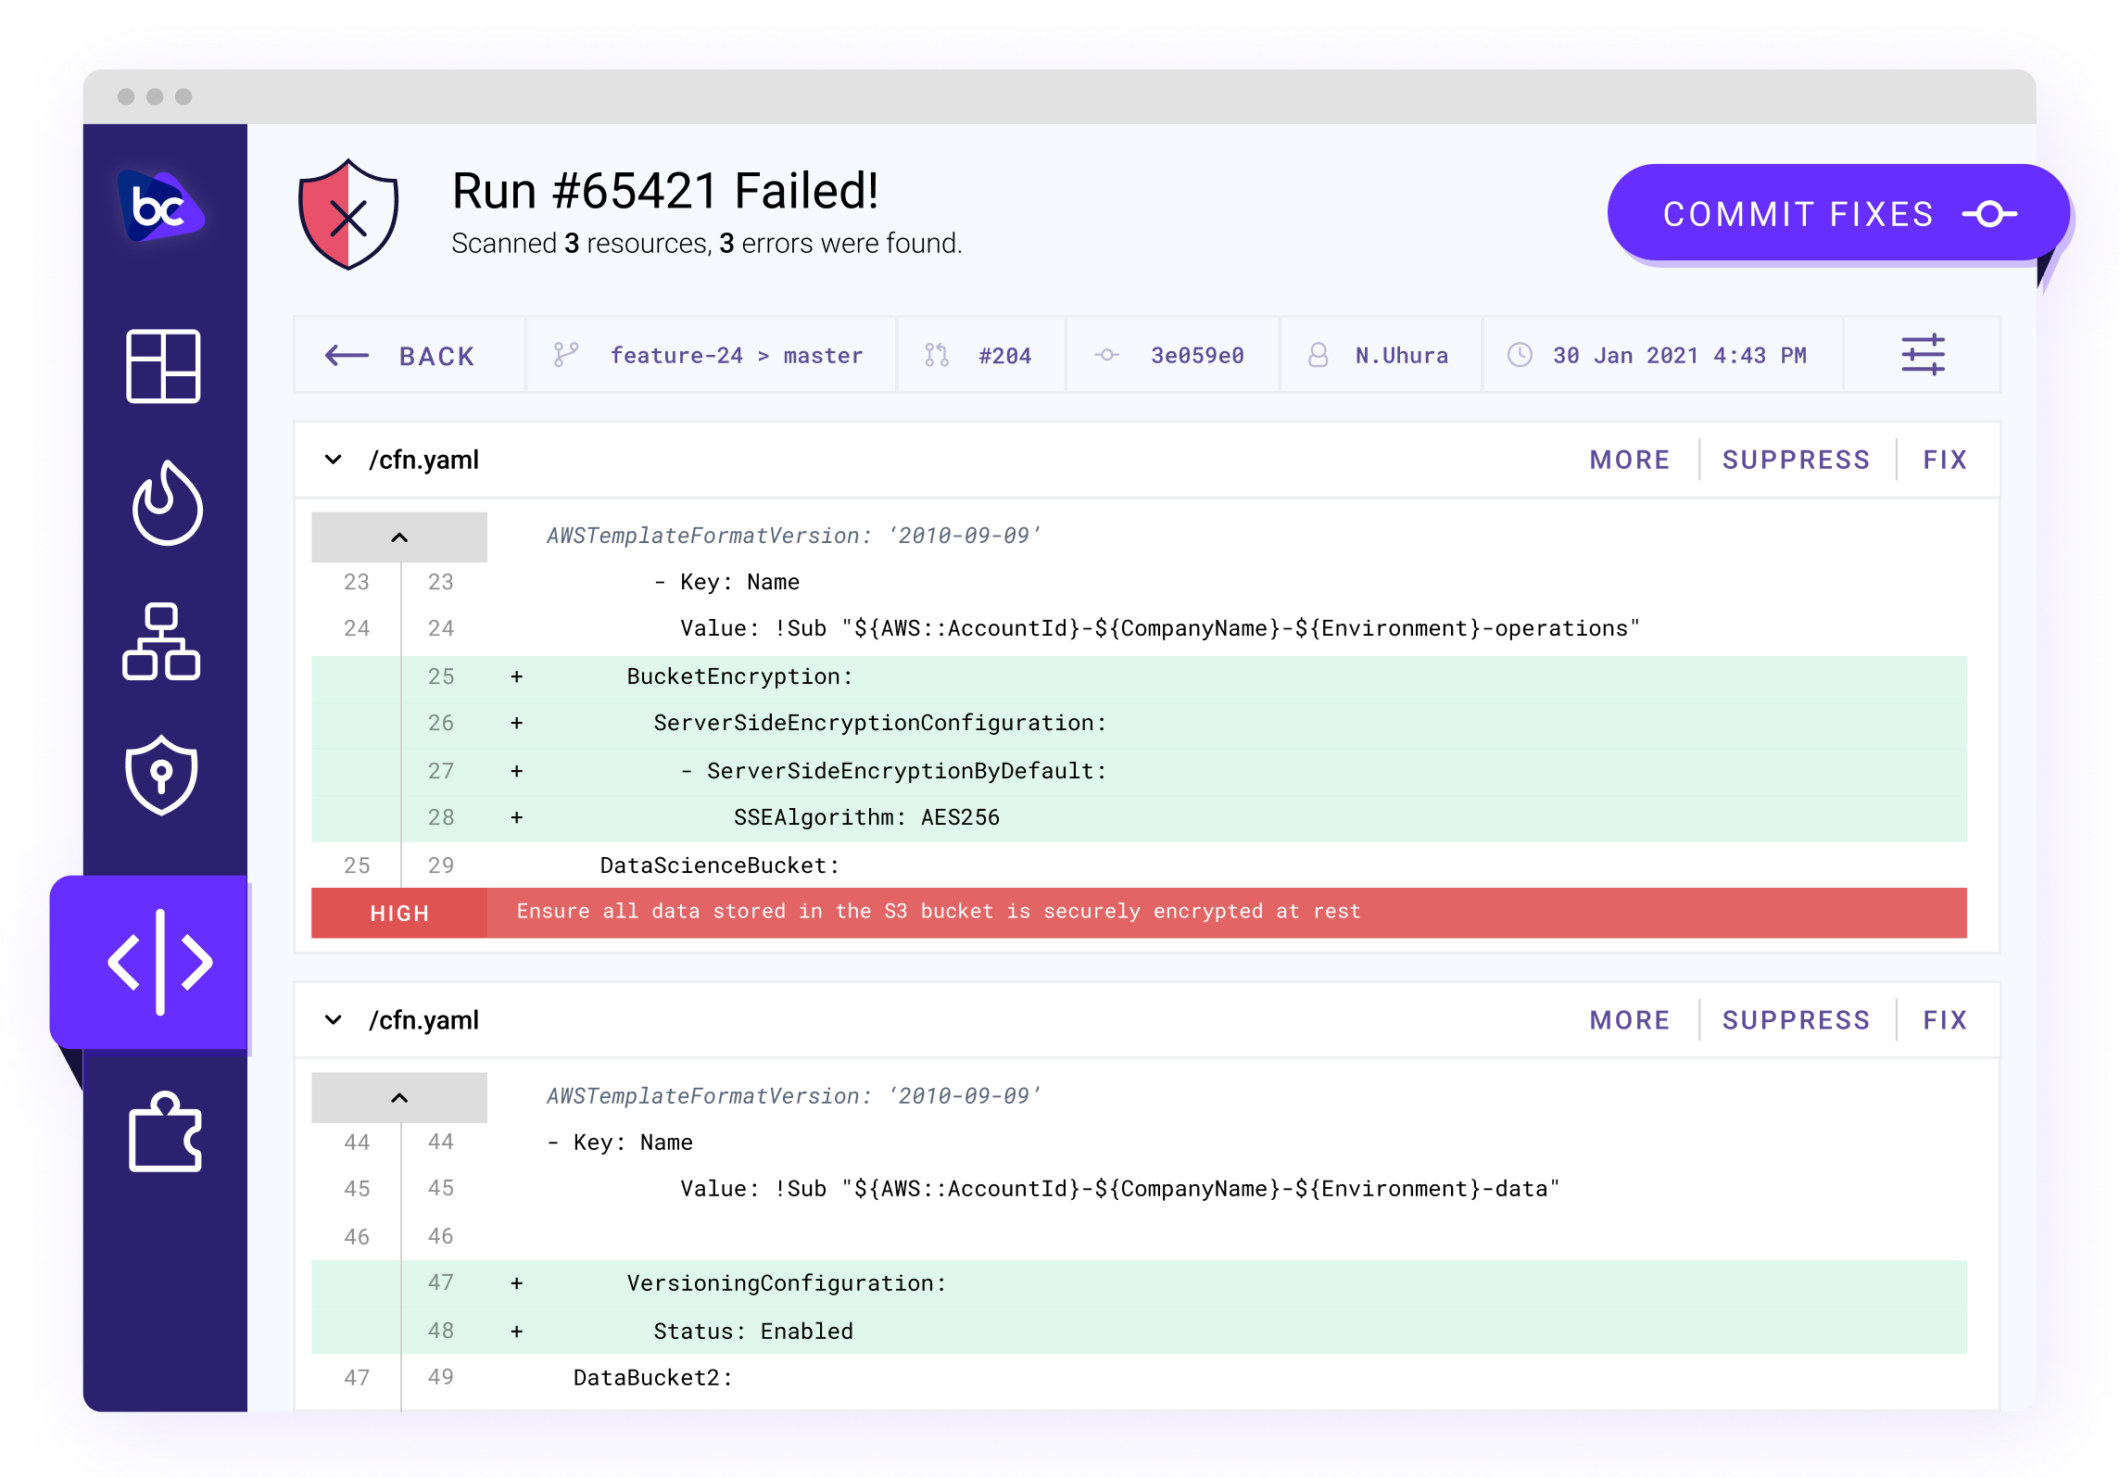 bc
Run #65421 Failed!
Scanned 3 resources, 3 errors were found.
COMMIT FIXES
BACK feature-24 > master #204 3e059e0 N.Uhura 30 Jan 2021 4:43 PM
/cfn.yaml MORE SUPPRESS FIX
AWSTemplateFormatVersion: ‘2010-09-09’
23 23 - Key: Name
24 24 Value: !Sub "${AWS::AccountId}-${CompanyName}-${Environment}-operations"
25 + BucketEncryption:
26 + ServerSideEncryptionConfiguration:
27 + - ServerSideEncryptionByDefault:
28 + SSEAlgorithm: AES256
25 29 DataScienceBucket:
HIGH Ensure all data stored in the S3 bucket is securely encrypted at rest
/cfn.yaml MORE SUPPRESS FIX
AWSTemplateFormatVersion: ‘2010-09-09’
44 44 - Key: Name
45 45 Value: !Sub "${AWS::AccountId}-${CompanyName}-${Environment}-data"
46 46
47 + VersioningConfiguration:
48 + Status: Enabled
47 49 DataBucket2: